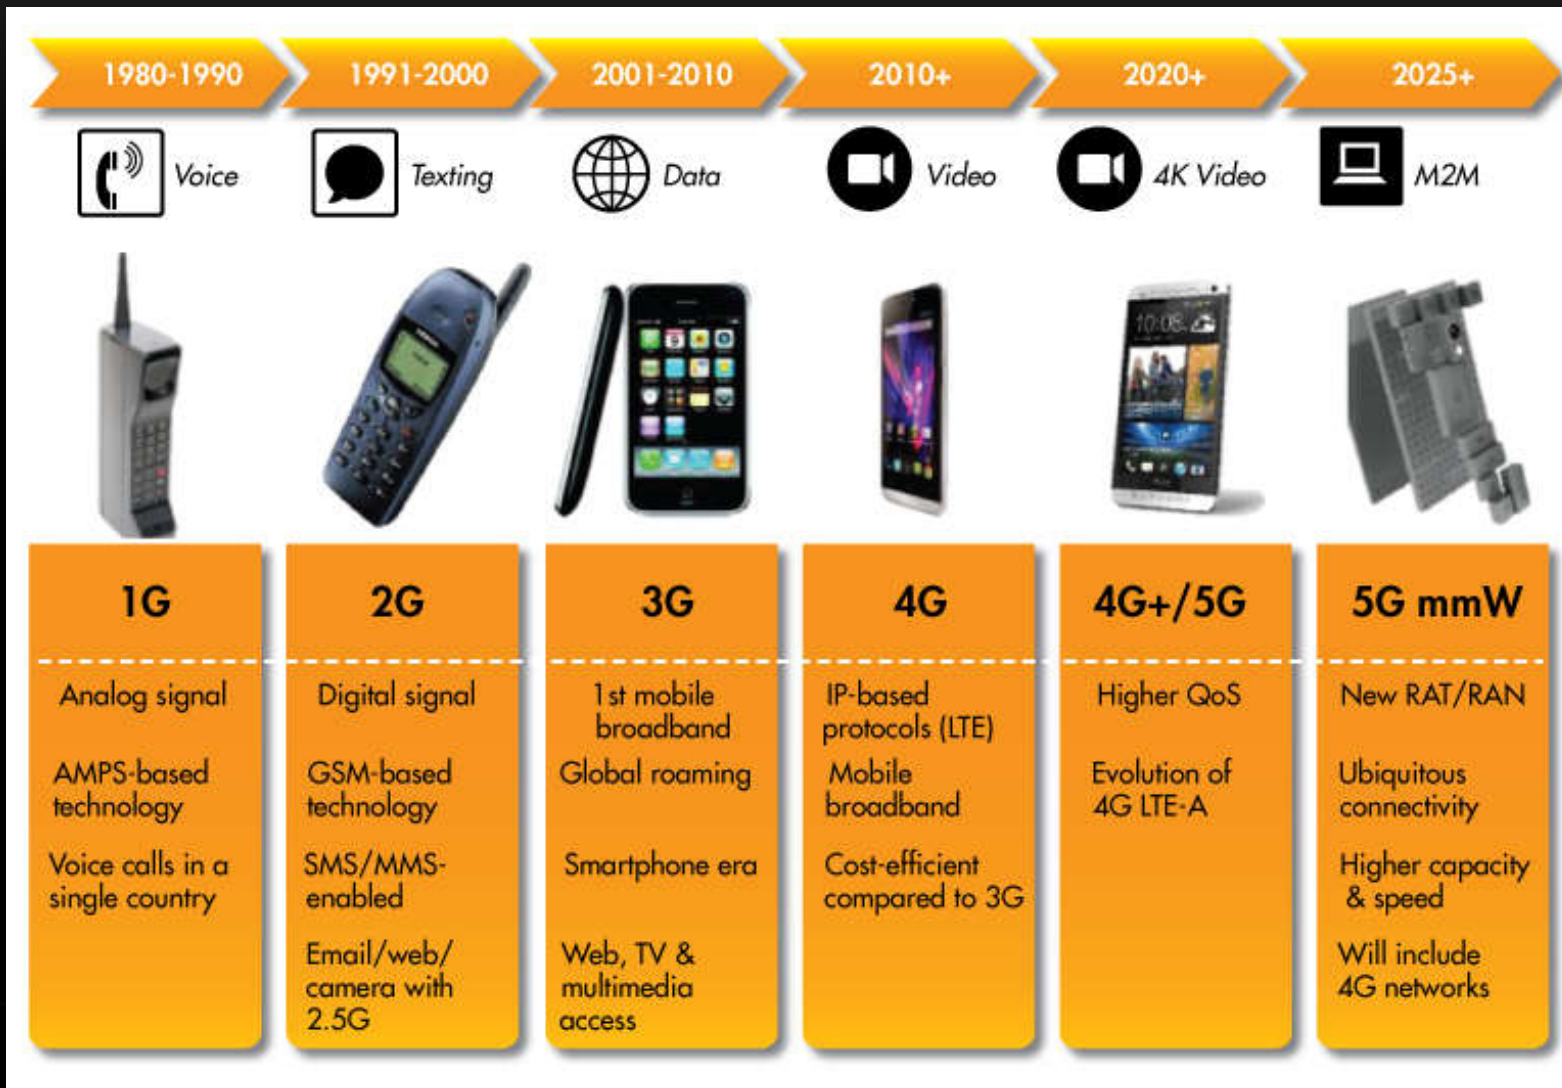 1980-1990
1991-2000
2001-2010
2010+
2020+
2025+
Voice
Texting
Data
Video
4K Video
M2M
10:08
1G
Analog signal
AMPS-based
technology
Voice calls in a
single country
2G
Digital signal
GSM-based
technology
SMS/MMS-
enabled
Email/web/
camera with
2.5G
3G
1st mobile
broadband
Global roaming
Smartphone era
Web, TV &
multimedia
access
4G
IP-based
protocols (LTE)
Mobile
broadband
Cost-efficient
compared to 3G
4G+/5G
Higher QoS
Evolution of
4G LTE-A
5G mmW
New RAT/RAN
Ubiquitous
connectivity
Higher capacity
& speed
Will include
4G networks